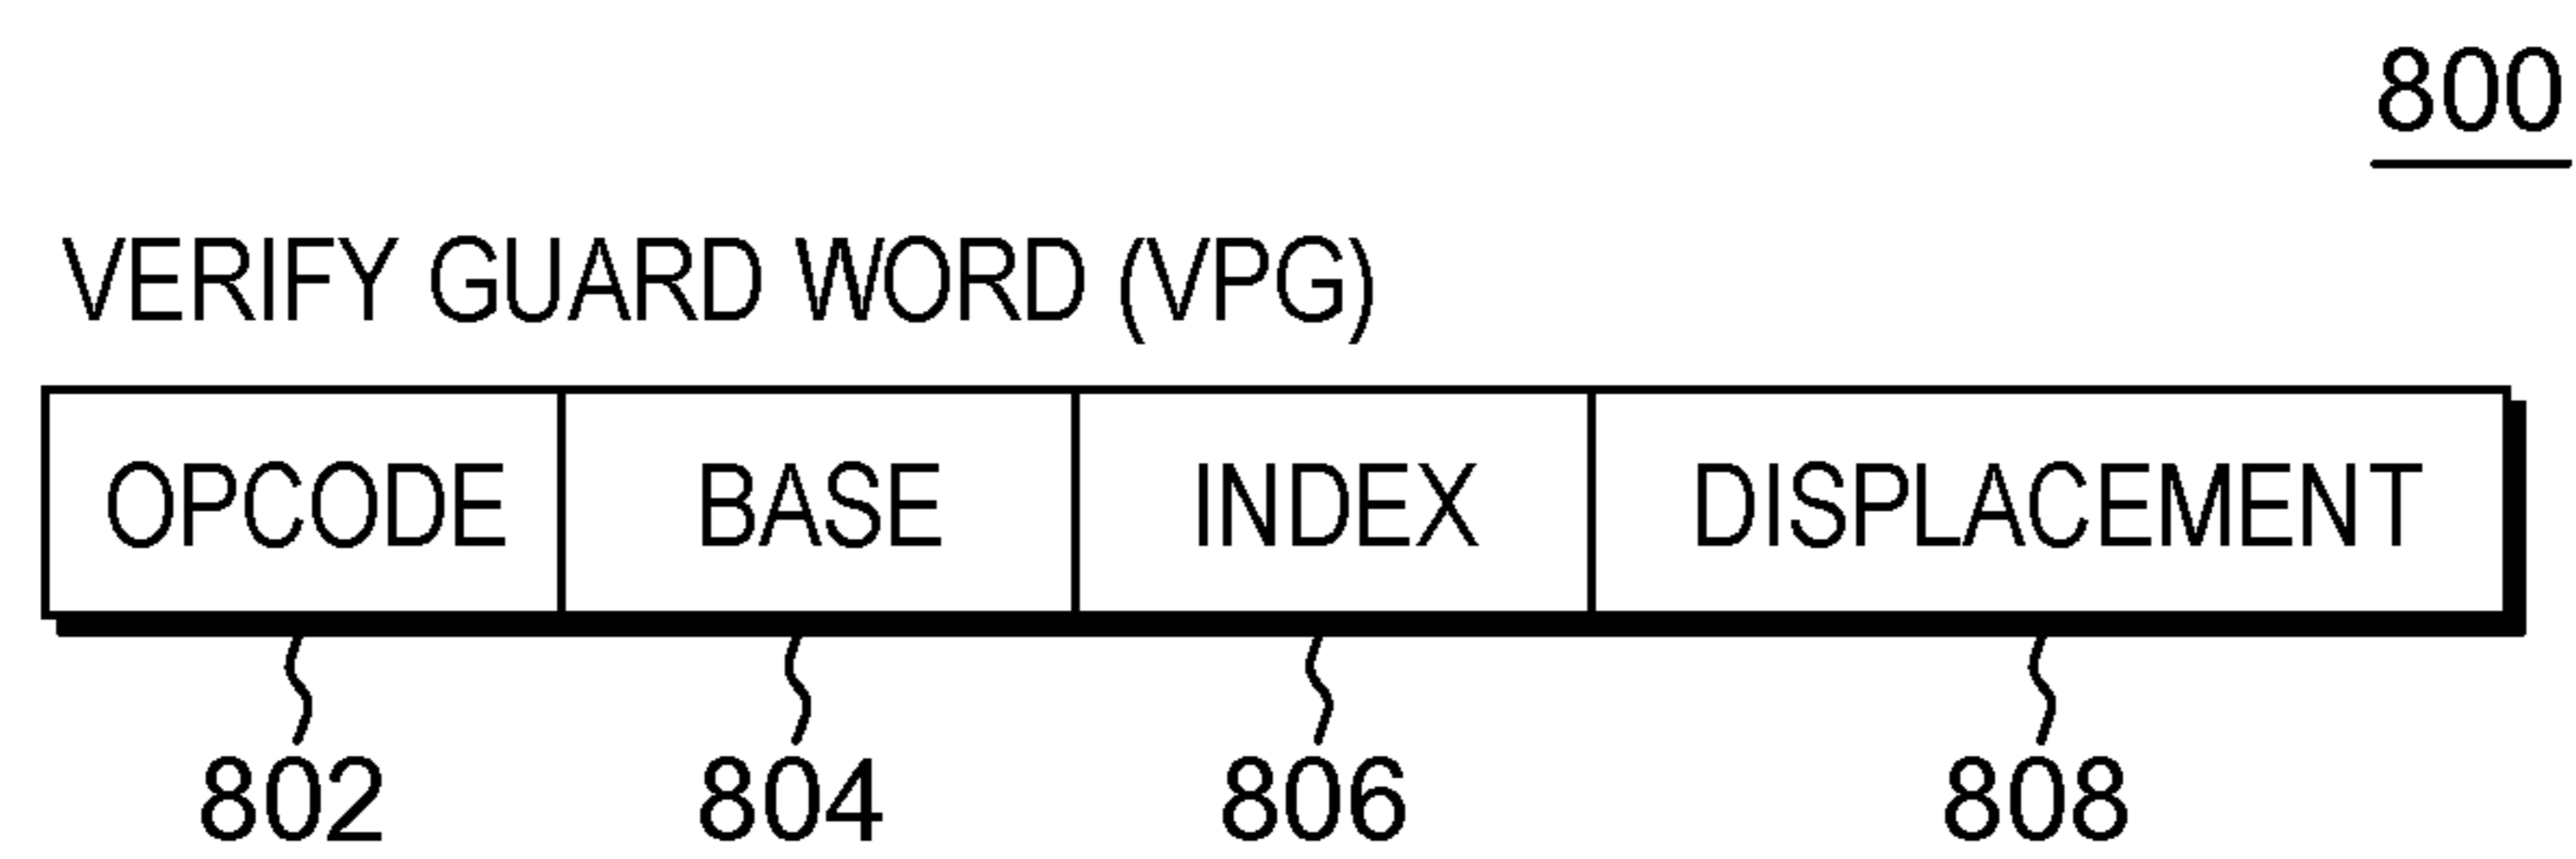 800
VERIFY GUARD WORD (VPG)
OPCODE BASE INDEX DISPLACEMENT
802 804 806 808